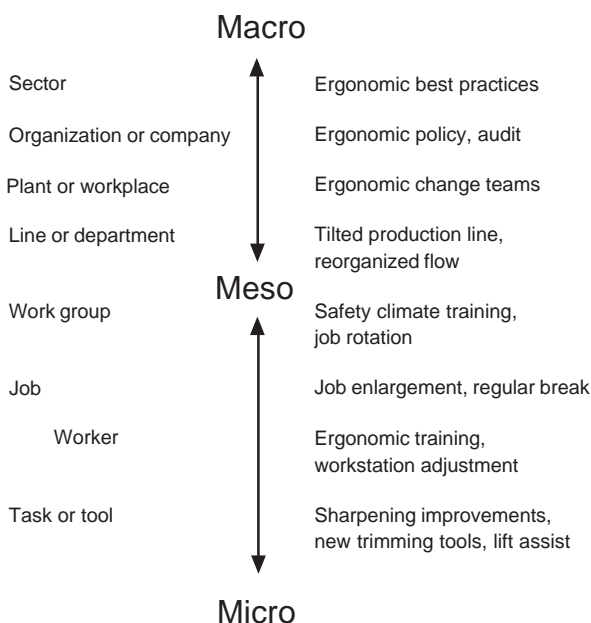 Macro
Sector
Ergonomic best practices
Organization or company
Ergonomic policy, audit
Plant or workplace
Ergonomic change teams
Line or department
Tilted production line,
reorganized flow
Meso
Work group
Safety climate training,
job rotation
Job
Job enlargement, regular break
Worker
Ergonomic training,
workstation adjustment
Task or tool
Sharpening improvements,
new trimming tools, lift assist
Micro